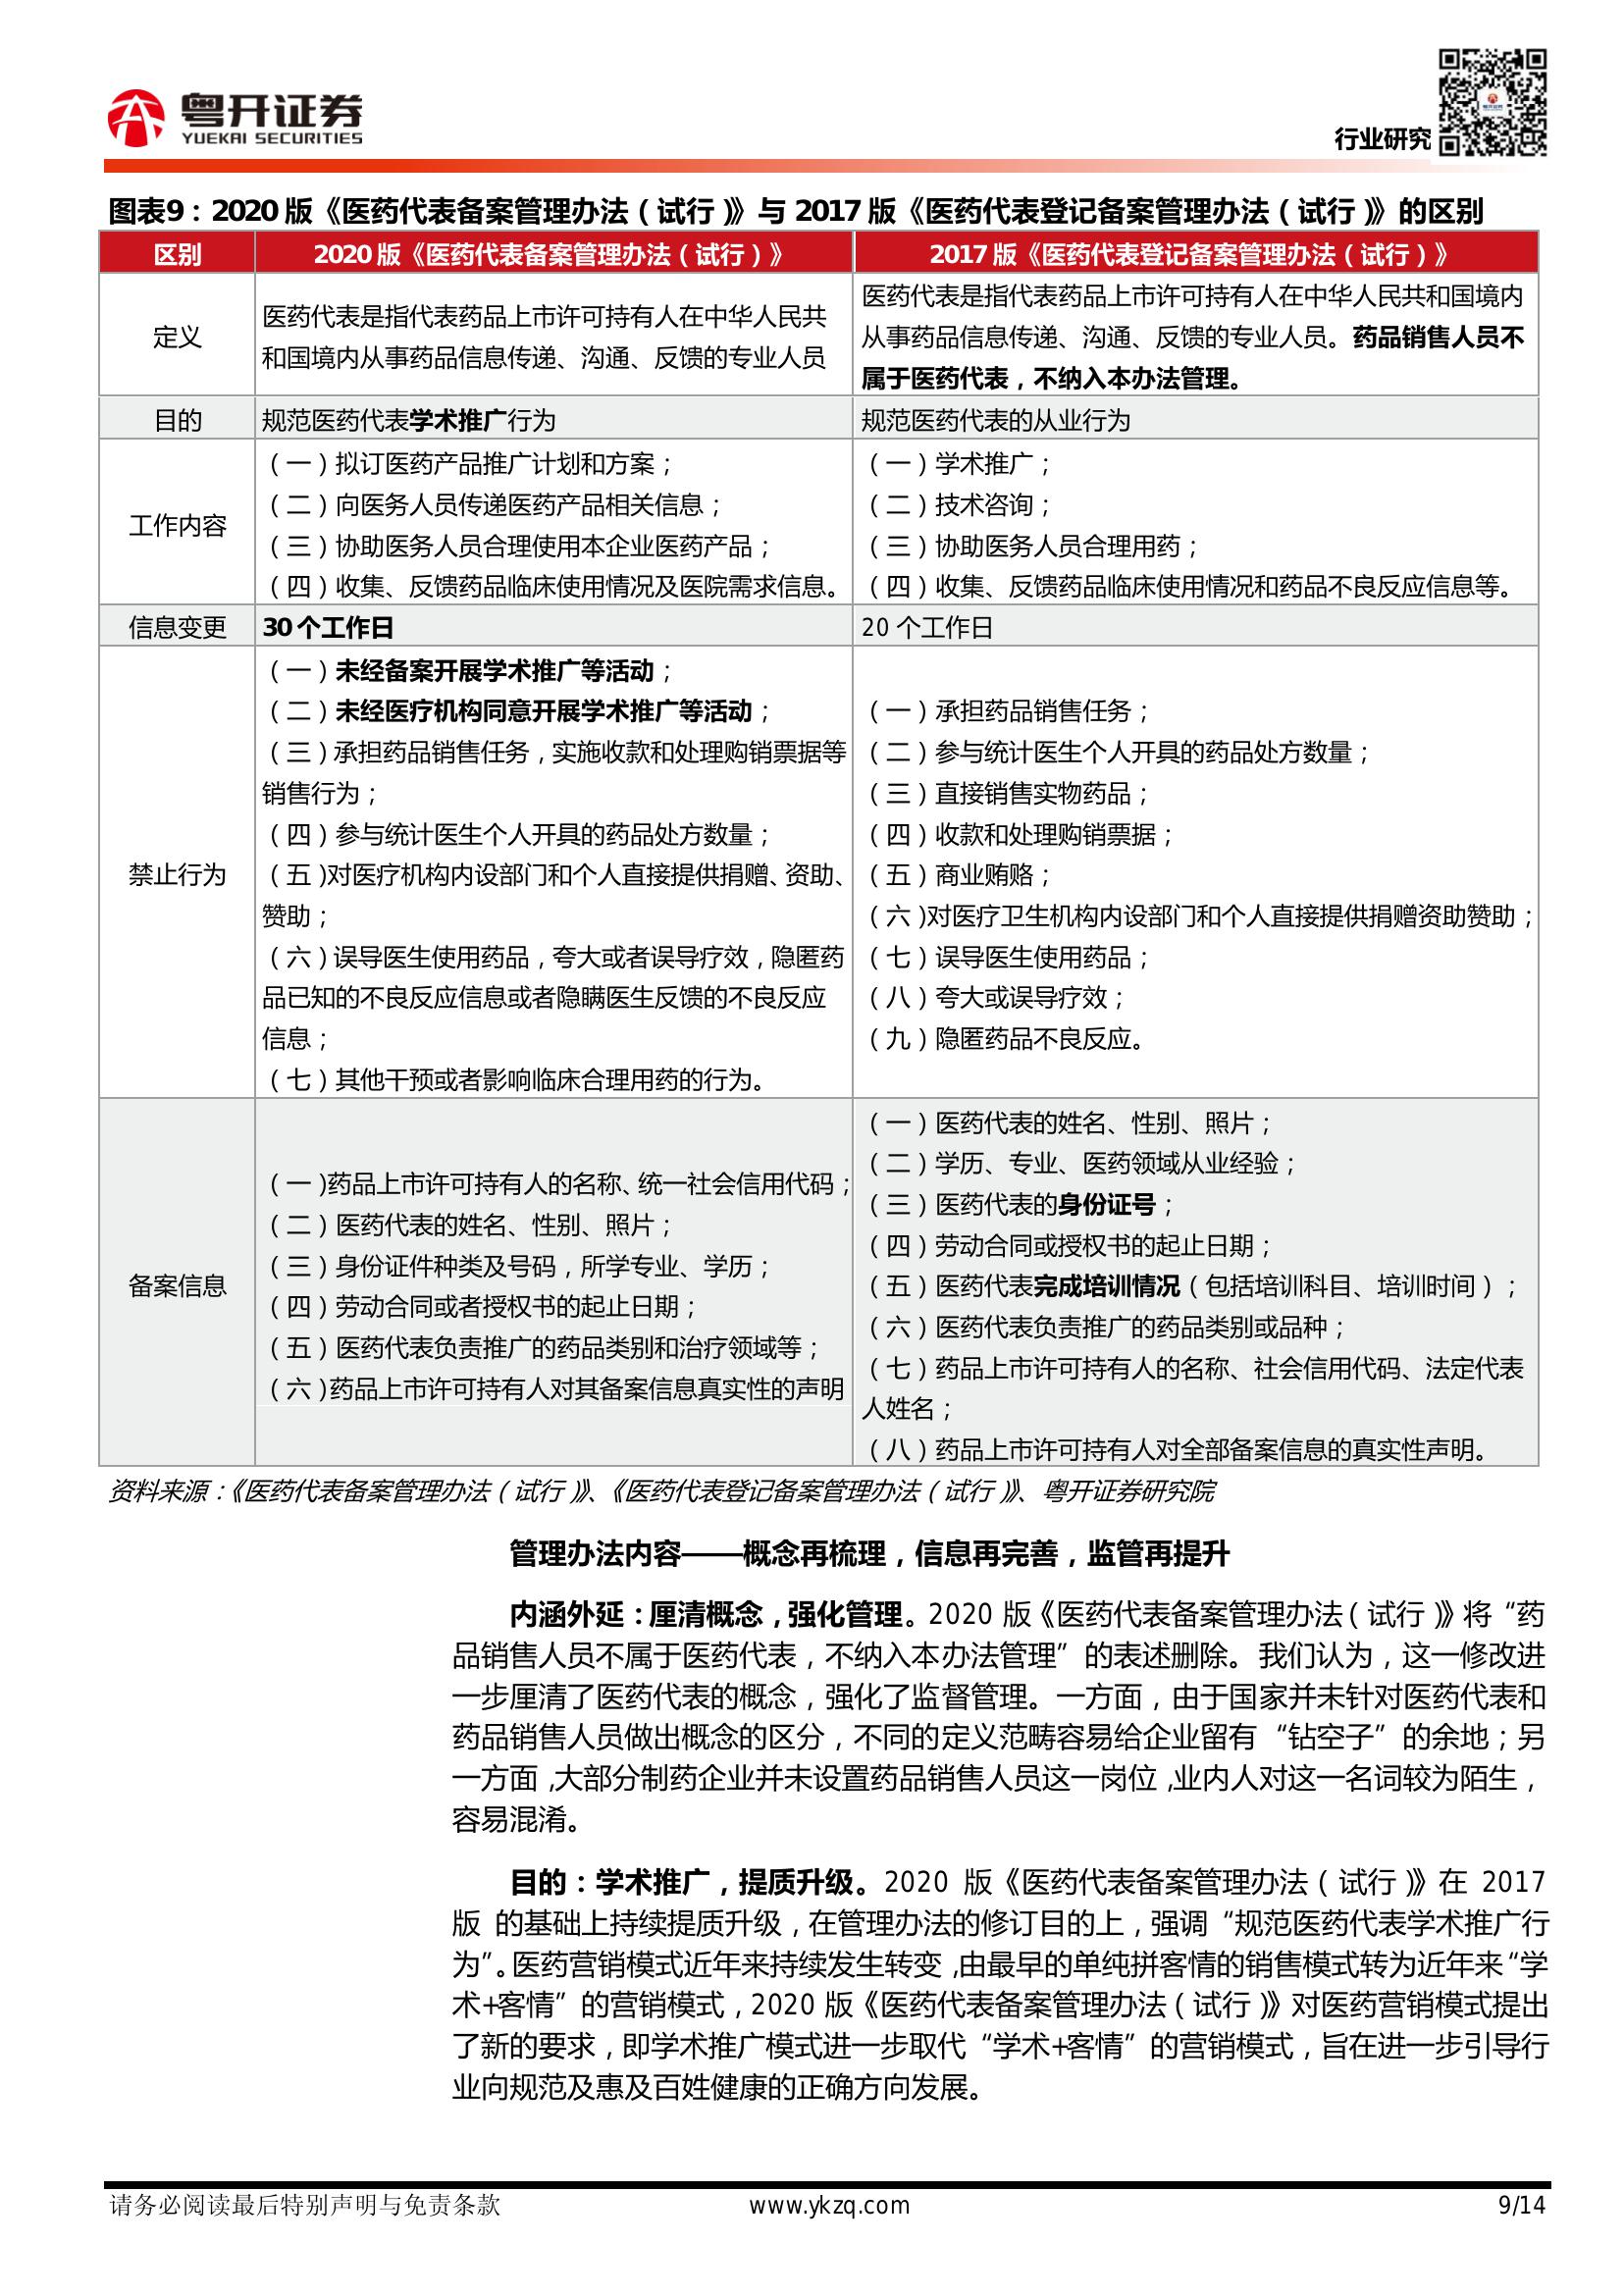 粤开证券
YUEKAI SECURITIES
行业研究
图表9：2020 版《医药代表备案管理办法（试行）》与 2017 版《医药代表登记备案管理办法（试行）》的区别
区别
2020 版《医药代表备案管理办法（试行）》
2017 版《医药代表登记备案管理办法（试行）》
定义
医药代表是指代表药品上市许可持有人在中华人民共
和国境内从事药品信息传递、沟通、反馈的专业人员
医药代表是指代表药品上市许可持有人在中华人民共和国境内
从事药品信息传递、沟通、反馈的专业人员。药品销售人员不
属于医药代表，不纳入本办法管理。
目的
规范医药代表学术推广行为
规范医药代表的从业行为
工作内容
（一）拟订医药产品推广计划和方案；
（二）向医务人员传递医药产品相关信息；
（三）协助医务人员合理使用本企业医药产品；
（四）收集、反馈药品临床使用情况及医院需求信息。
（一）学术推广；
（二）技术咨询；
（三）协助医务人员合理用药；
（四）收集、反馈药品临床使用情况和药品不良反应信息等。
信息变更
30 个工作日
20 个工作日
禁止行为
（一）未经备案开展学术推广等活动；
（二）未经医疗机构同意开展学术推广等活动；
（三）承担药品销售任务，实施收款和处理购销票据等
销售行为；
（四）参与统计医生个人开具的药品处方数量；
（五）对医疗机构内设部门和个人直接提供捐赠、资助、
赞助；
（六）误导医生使用药品，夸大或者误导疗效，隐匿药
品已知的不良反应信息或者隐瞒医生反馈的不良反应
信息；
（七）其他干预或者影响临床合理用药的行为。
（一）承担药品销售任务；
（二）参与统计医生个人开具的药品处方数量；
（三）直接销售实物药品；
（四）收款和处理购销票据；
（五）商业贿赂；
（六）对医疗卫生机构内设部门和个人直接提供捐赠资助赞助；
（七）误导医生使用药品；
（八）夸大或误导疗效；
（九）隐匿药品不良反应。
备案信息
（一）药品上市许可持有人的名称、统一社会信用代码；
（二）医药代表的姓名、性别、照片；
（三）身份证件种类及号码，所学专业、学历；
（四）劳动合同或者授权书的起止日期；
（五）医药代表负责推广的药品类别和治疗领域等；
（六）药品上市许可持有人对其备案信息真实性的声明
（一）医药代表的姓名、性别、照片；
（二）学历、专业、医药领域从业经验；
（三）医药代表的身份证号；
（四）劳动合同或授权书的起止日期；
（五）医药代表完成培训情况（包括培训科目、培训时间）；
（六）医药代表负责推广的药品类别或品种；
（七）药品上市许可持有人的名称、社会信用代码、法定代表
人姓名；
（八）药品上市许可持有人对全部备案信息的真实性声明。
资料来源：《医药代表备案管理办法（试行）》、《医药代表登记备案管理办法（试行）》、粤开证券研究院
管理办法内容——概念再梳理，信息再完善，监管再提升
内涵外延：厘清概念，强化管理。2020 版《医药代表备案管理办法（试行）》将“药
品销售人员不属于医药代表，不纳入本办法管理”的表述删除。我们认为，这一修改进
一步厘清了医药代表的概念，强化了监督管理。一方面，由于国家并未针对医药代表和
药品销售人员做出概念的区分，不同的定义范畴容易给企业留有“钻空子”的余地；另
一方面，大部分制药企业并未设置药品销售人员这一岗位，业内人对这一名词较为陌生，
容易混淆。
目的：学术推广，提质升级。2020 版《医药代表备案管理办法（试行）》在 2017
版 的基础上持续提质升级，在管理办法的修订目的上，强调“规范医药代表学术推广行
为”。医药营销模式近年来持续发生转变，由最早的单纯拼客情的销售模式转为近年来“学
术+客情”的营销模式，2020 版《医药代表备案管理办法（试行）》对医药营销模式提出
了新的要求，即学术推广模式进一步取代“学术+客情”的营销模式，旨在进一步引导行
业向规范及惠及百姓健康的正确方向发展。
请务必阅读最后特别声明与免责条款
www.ykzq.com
9/14